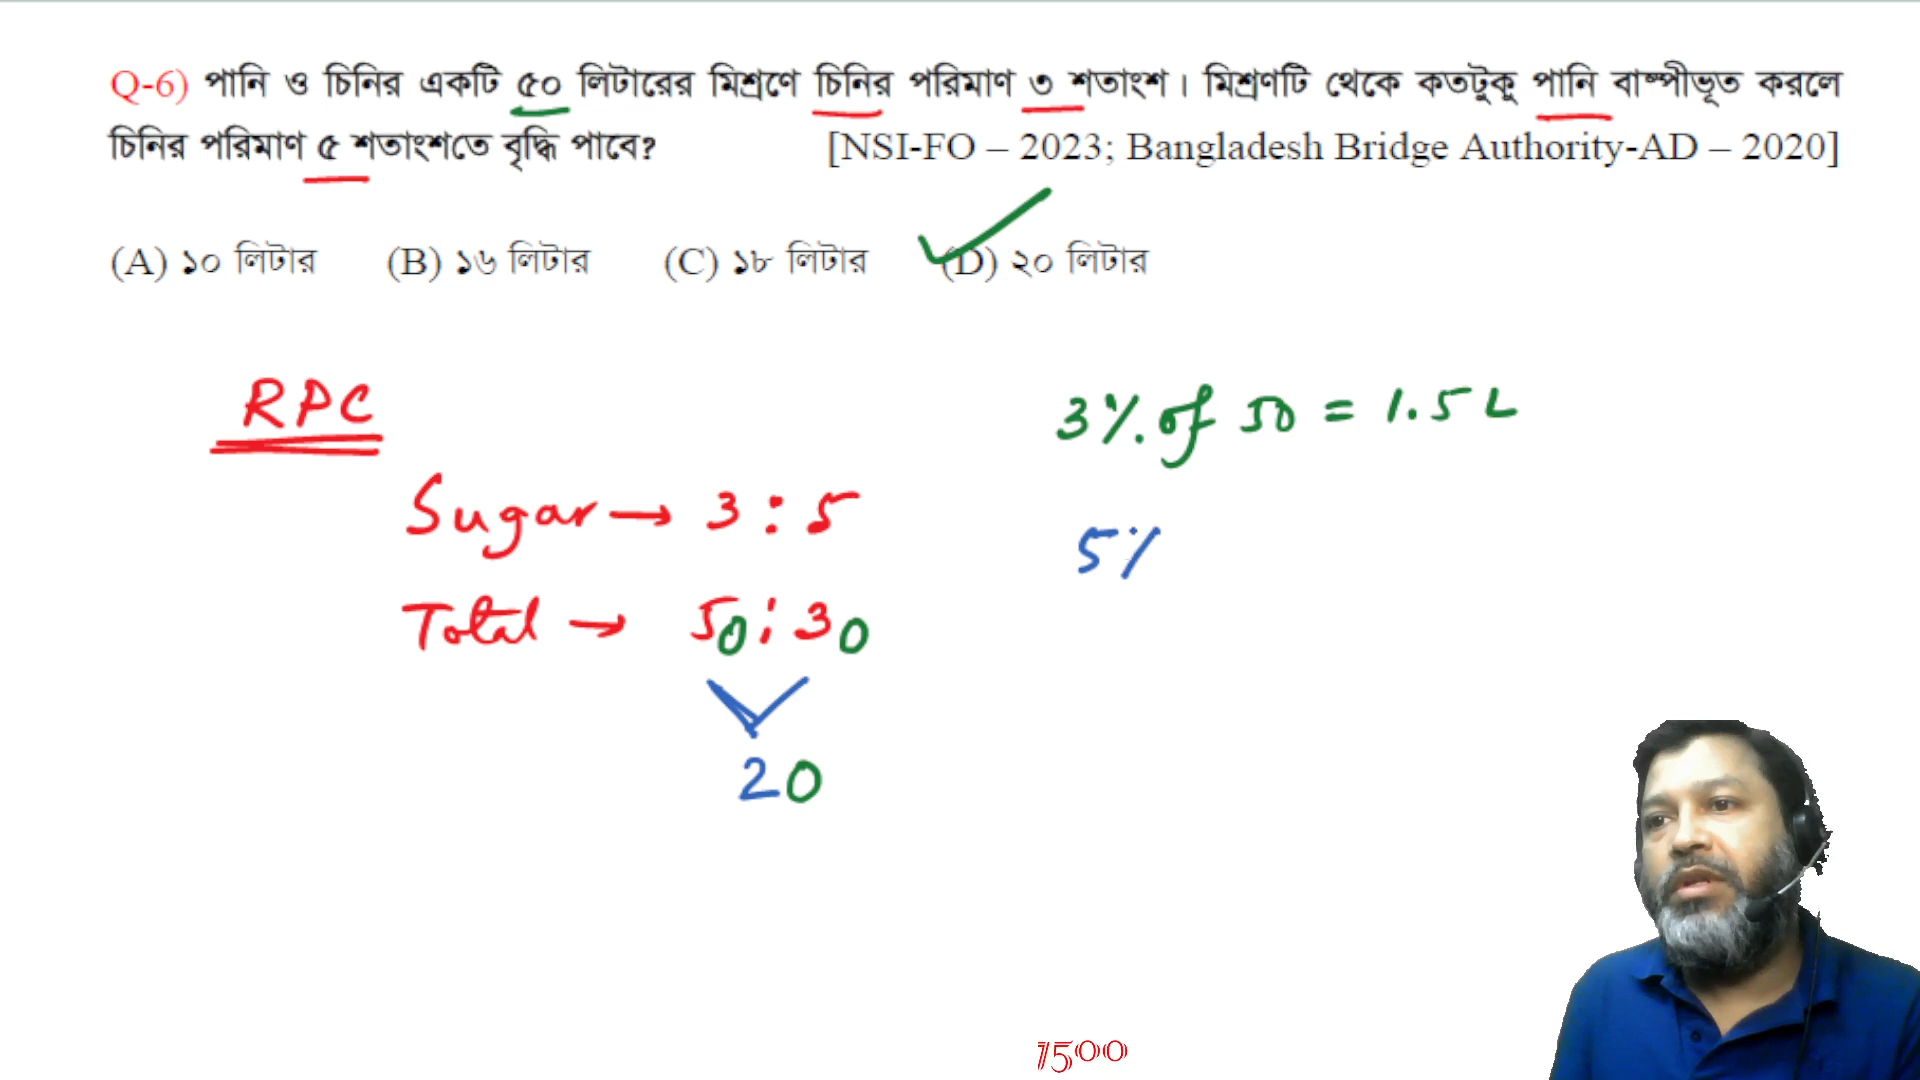 Q-6) পানি ও চিনির একটি ৫০ লিটারের মিশ্রণে চিনির পরিমাণ ৩ শতাংশ। মিশ্রণটি থেকে কতটুকু পানি বাষ্পীভূত করলে
চিনির পরিমাণ ৫ শতাংশতে বৃদ্ধি পাবে? [NSI-FO – 2023; Bangladesh Bridge Authority-AD – 2020]
(A) ১০ লিটার (B) ১৬ লিটার (C) ১৮ লিটার (D) ২০ লিটার
RPC
3% of 50 = 1.5 L
Sugar → 3 : 5
5%
Total → 50 : 30
20
1500